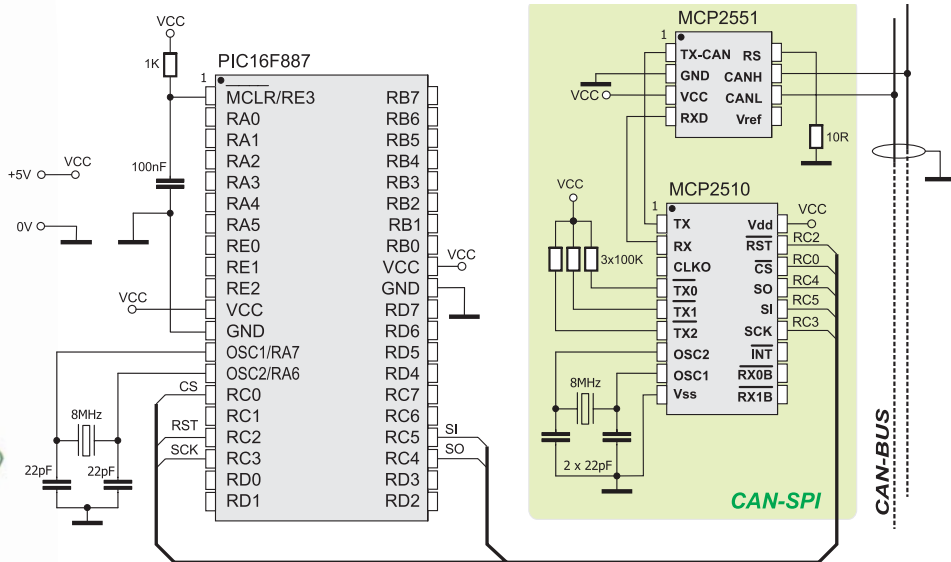 VCC
1K
PIC16F887
1
MCLR/RE3
RA0
RA1
RA2
RA3
RA4
RA5
RE0
RE1
RE2
VCC
GND
OSC1/RA7
OSC2/RA6
RC0
RC1
RC2
RC3
RD0
RD1
RB7
RB6
RB5
RB4
RB3
RB2
RB1
RB0
VCC
GND
RD7
RD6
RD5
RD4
RC7
RC6
RC5
RC4
RD3
RD2
100nF
+5V
VCC
0V
VCC
VCC
CS
RST
SCK
SI
SO
8MHz
22pF
22pF
MCP2551
1
TX-CAN
GND
VCC
RXD
RS
CANH
CANL
Vref
VCC
10R
MCP2510
1
TX
RX
CLKO
TX0
TX1
TX2
OSC2
OSC1
Vss
Vdd
RST
CS
SO
SI
SCK
INT
RX0B
RX1B
VCC
3x100K
VCC
RC2
RC0
RC4
RC5
RC3
8MHz
2 x 22pF
CAN-SPI
CAN-BUS